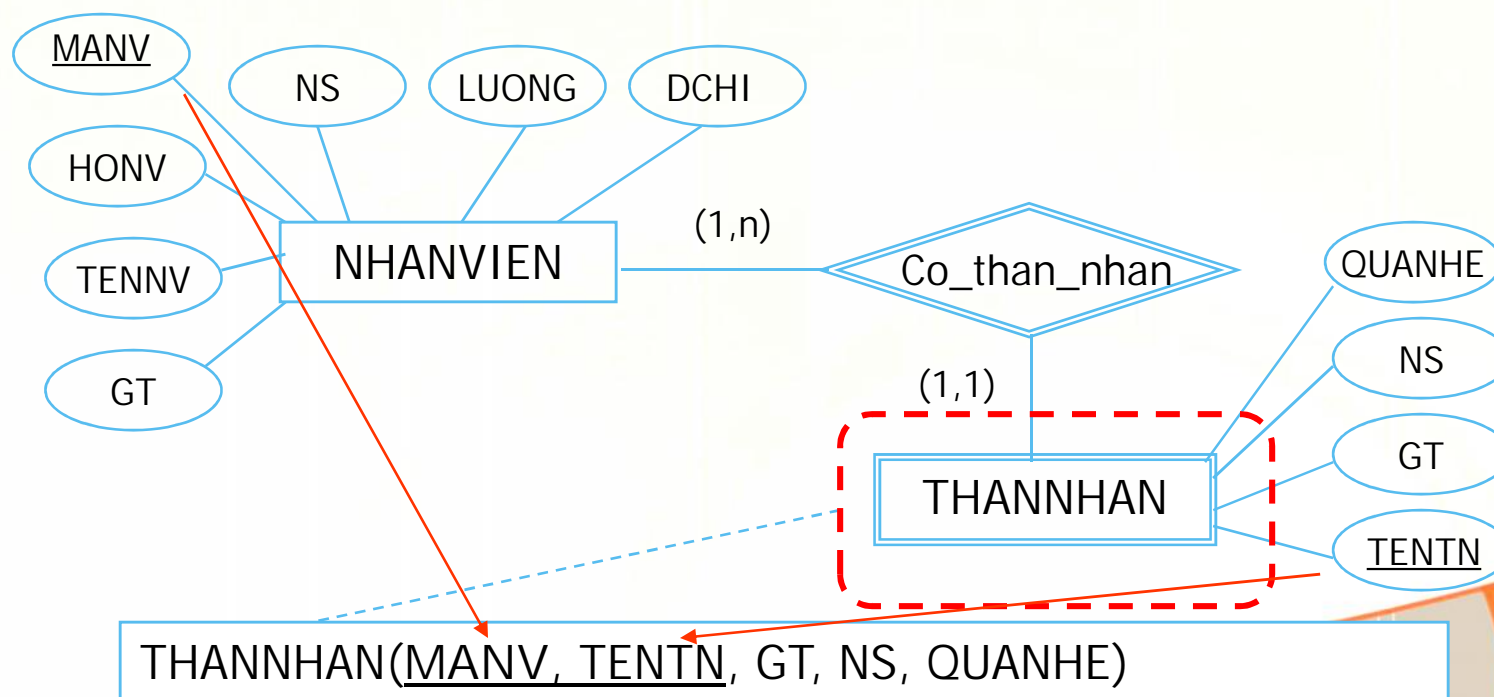 MANV
NS
LUONG
DCHI
HONV
TENNV
GT
NHANVIEN
(1,n)
Co_than_nhan
(1,1)
QUANHE
NS
GT
TENTN
THANNHAN
THANNHAN(MANV, TENTN, GT, NS, QUANHE)